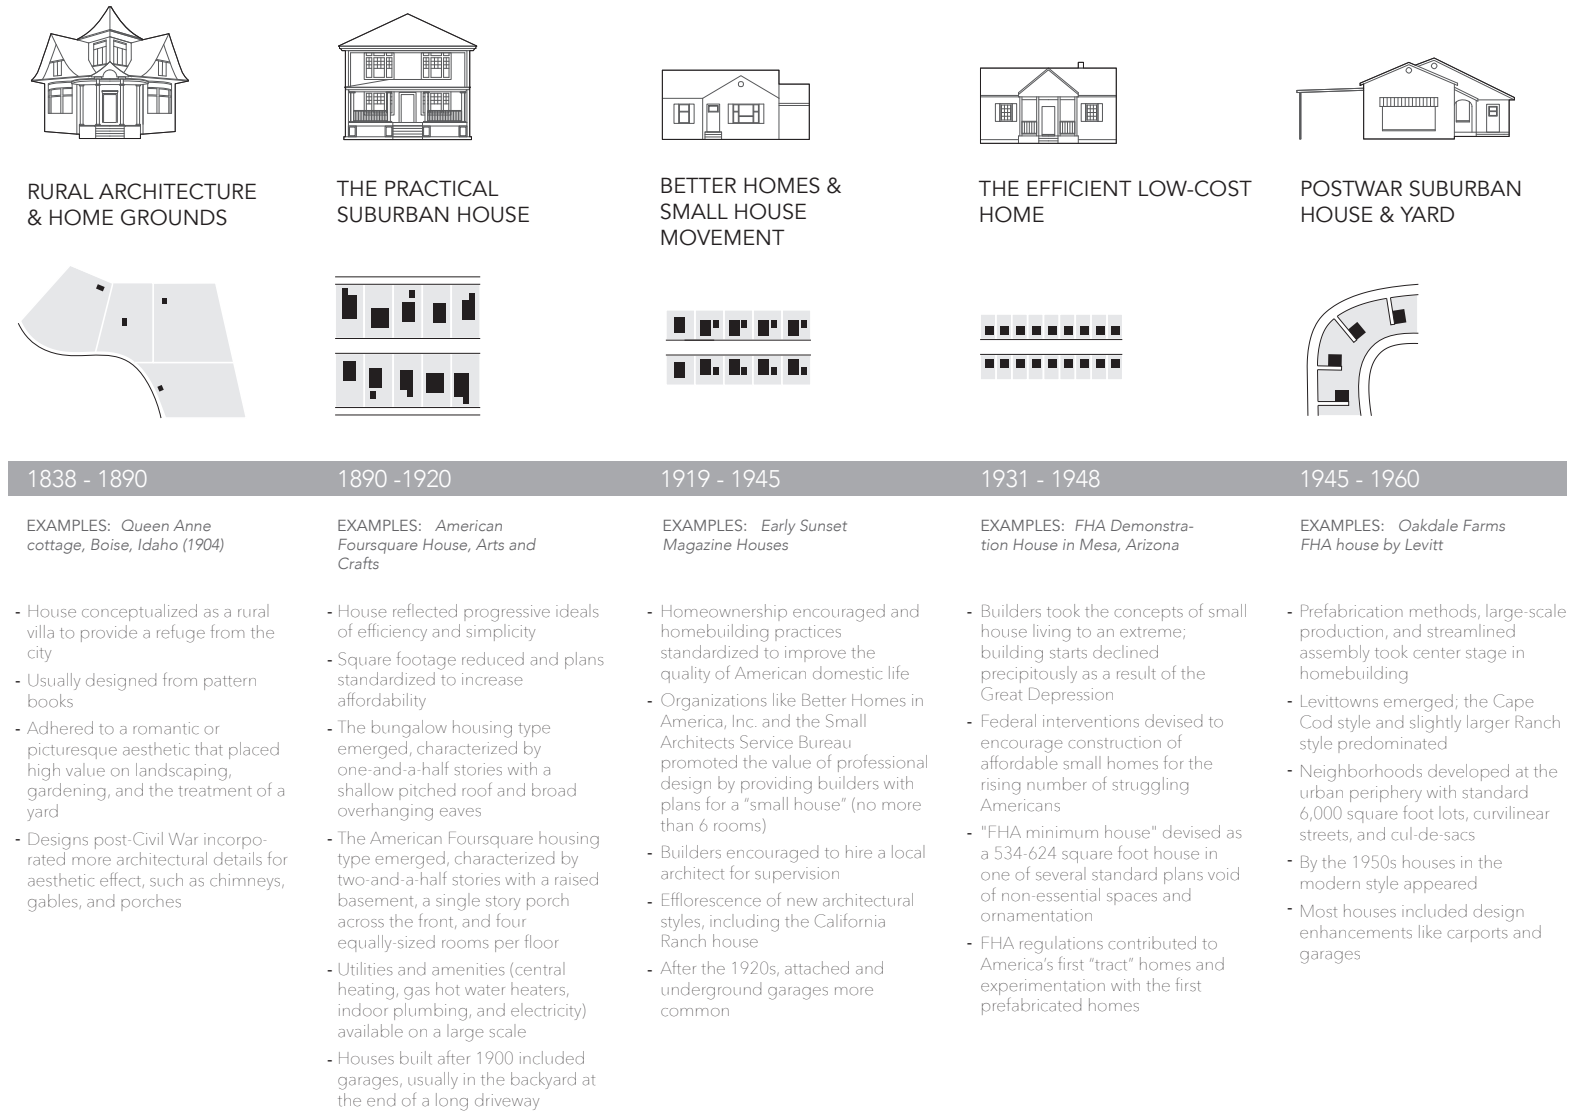 RURAL ARCHITECTURE
& HOME GROUNDS
THE PRACTICAL
SUBURBAN HOUSE
BETTER HOMES &
SMALL HOUSE
MOVEMENT
THE EFFICIENT LOW-COST
HOME
POSTWAR SUBURBAN
HOUSE & YARD
1838 - 1890
1890 -1920
1919 - 1945
1931 - 1948
1945 - 1960
EXAMPLES: Queen Anne
cottage, Boise, Idaho (1904)
- House conceptualized as a rural
villa to provide a refuge from the
city
- Usually designed from pattern
books
- Adhered to a romantic or
picturesque aesthetic that placed
high value on landscaping,
gardening, and the treatment of a
yard
- Designs post-Civil War incorpo-
rated more architectural details for
aesthetic effect, such as chimneys,
gables, and porches
EXAMPLES: American
Foursquare House, Arts and
Crafts
- House reflected progressive ideals
of efficiency and simplicity
- Square footage reduced and plans
standardized to increase
affordability
- The bungalow housing type
emerged, characterized by
one-and-a-half stories with a
shallow pitched roof and broad
overhanging eaves
- The American Foursquare housing
type emerged, characterized by
two-and-a-half stories with a raised
basement, a single story porch
across the front, and four
equally-sized rooms per floor
- Utilities and amenities (central
heating, gas hot water heaters,
indoor plumbing, and electricity)
available on a large scale
- Houses built after 1900 included
garages, usually in the backyard at
the end of a long driveway
EXAMPLES: Early Sunset
Magazine Houses
- Homeownership encouraged and
homebuilding practices
standardized to improve the
quality of American domestic life
- Organizations like Better Homes in
America, Inc. and the Small
Architects Service Bureau
promoted the value of professional
design by providing builders with
plans for a “small house” (no more
than 6 rooms)
- Builders encouraged to hire a local
architect for supervision
- Efflorescence of new architectural
styles, including the California
Ranch house
- After the 1920s, attached and
underground garages more
common
EXAMPLES: FHA Demonstra-
tion House in Mesa, Arizona
- Builders took the concepts of small
house living to an extreme;
building starts declined
precipitously as a result of the
Great Depression
- Federal interventions devised to
encourage construction of
affordable small homes for the
rising number of struggling
Americans
- "FHA minimum house" devised as
a 534-624 square foot house in
one of several standard plans void
of non-essential spaces and
ornamentation
- FHA regulations contributed to
America’s first “tract” homes and
experimentation with the first
prefabricated homes
EXAMPLES: Oakdale Farms
FHA house by Levitt
- Prefabrication methods, large-scale
production, and streamlined
assembly took center stage in
homebuilding
- Levittowns emerged; the Cape
Cod style and slightly larger Ranch
style predominated
- Neighborhoods developed at the
urban periphery with standard
6,000 square foot lots, curvilinear
streets, and cul-de-sacs
- By the 1950s houses in the
modern style appeared
- Most houses included design
enhancements like carports and
garages